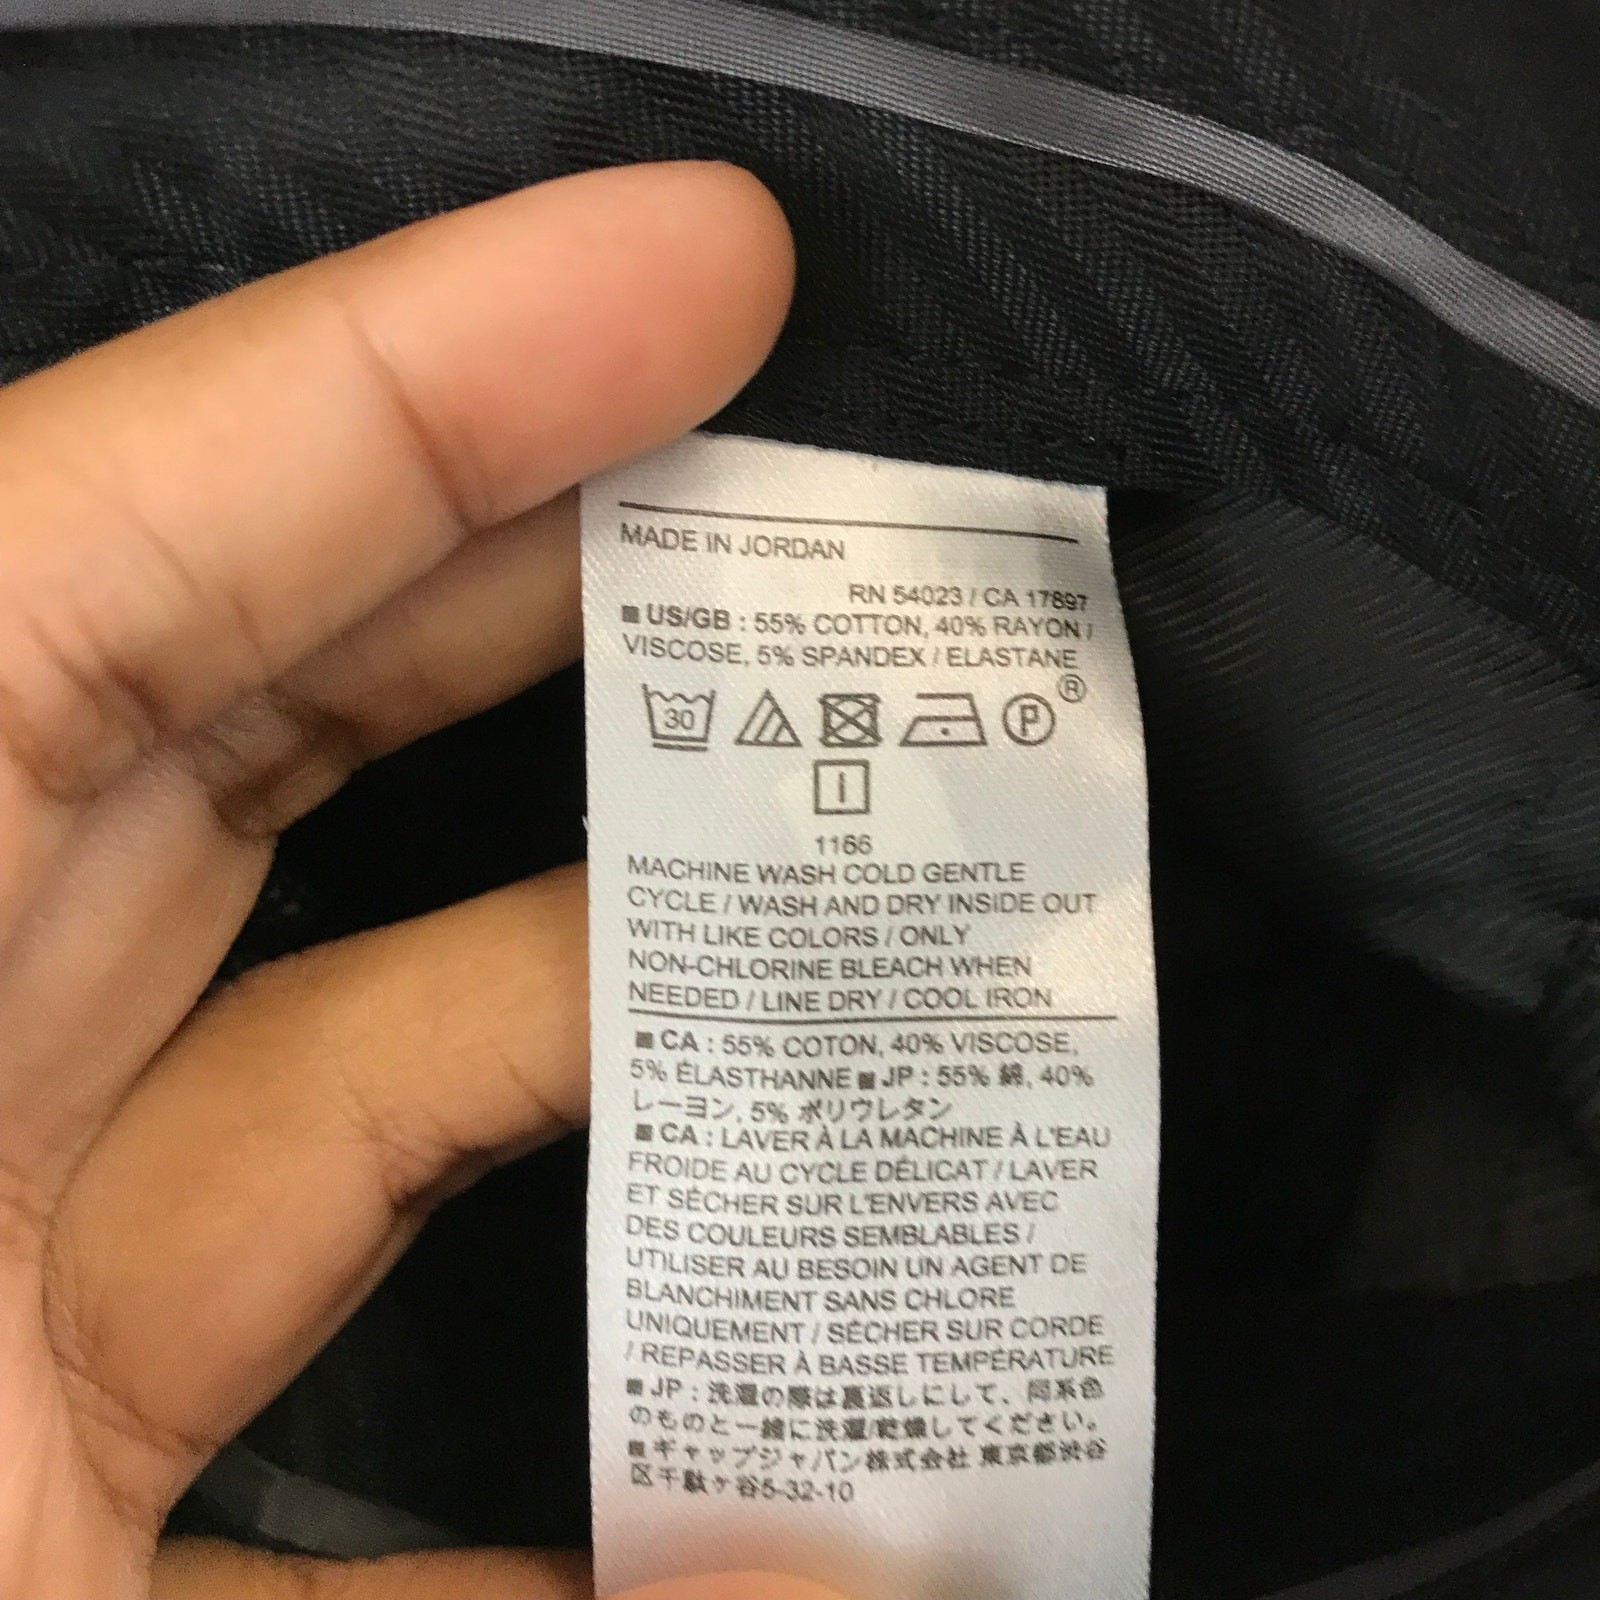 MADE IN JORDAN
RN 54023 / CA 17897
■ US/GB : 55% COTTON, 40% RAYON /
VISCOSE, 5% SPANDEX / ELASTANE
30 P ®
I
1166
MACHINE WASH COLD GENTLE
CYCLE / WASH AND DRY INSIDE OUT
WITH LIKE COLORS / ONLY
NON-CHLORINE BLEACH WHEN
NEEDED / LINE DRY / COOL IRON
■ CA : 55% COTON, 40% VISCOSE,
5% ÉLASTHANNE ■ JP : 55% 綿, 40%
レーヨン, 5% ポリウレタン
■ CA : LAVER À LA MACHINE À L'EAU
FROIDE AU CYCLE DÉLICAT / LAVER
ET SÉCHER SUR L'ENVERS AVEC
DES COULEURS SEMBLABLES /
UTILISER AU BESOIN UN AGENT DE
BLANCHIMENT SANS CHLORE
UNIQUEMENT / SÉCHER SUR CORDE
/ REPASSER À BASSE TEMPÉRATURE
■ JP : 洗濯の際は裏返しにして、同系色
のものと一緒に洗濯/乾燥してください。
■ ギャップジャパン株式会社 東京都渋谷
区千駄ヶ谷5-32-10